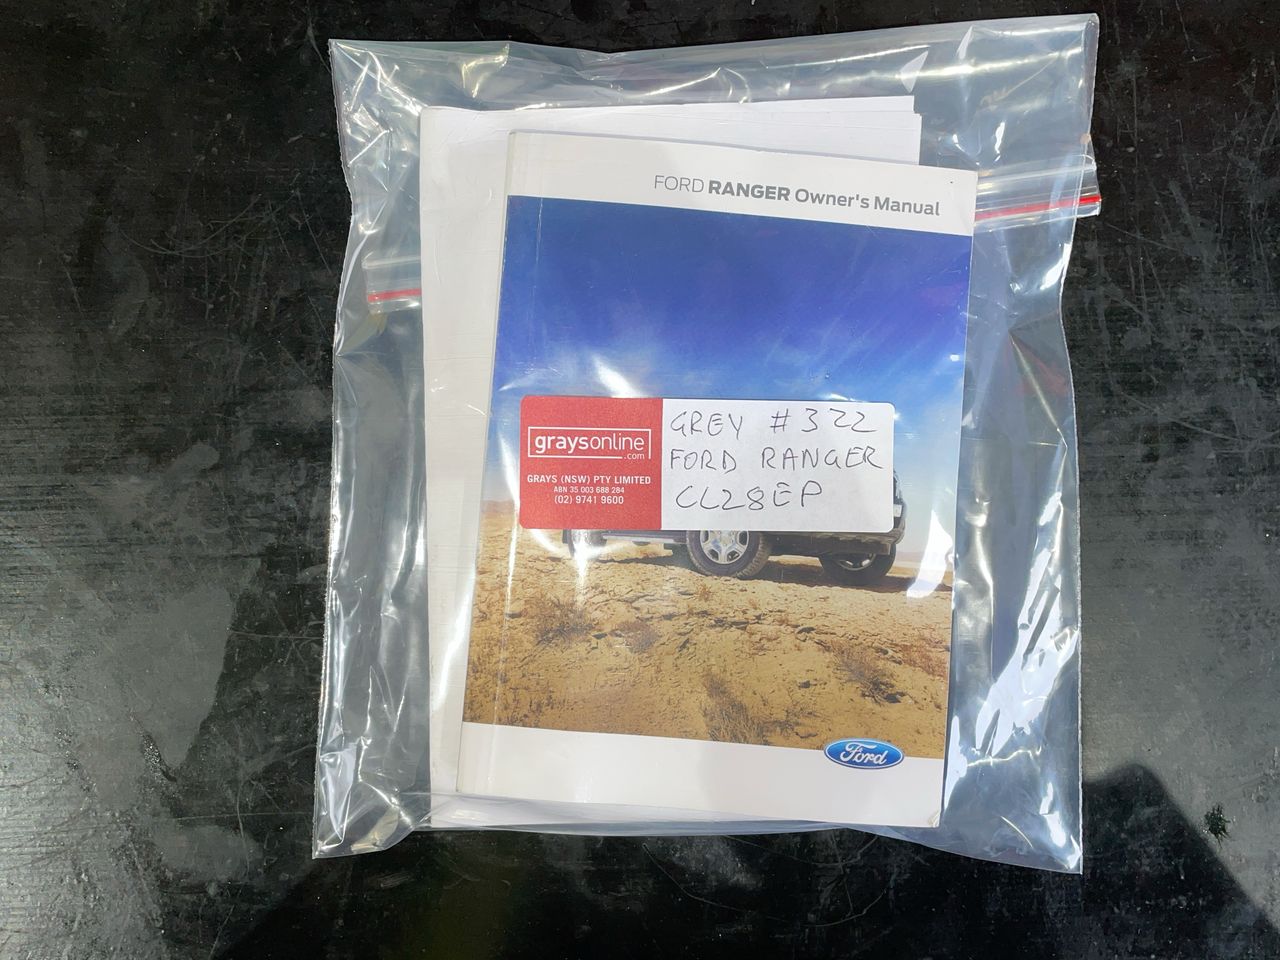 FORD RANGER Owner's Manual
graysonline
.com
GRAYS (NSW) PTY LIMITED
ABN 35 003 688 284
(02) 9741 9600
GREY #322
FORD RANGER
CL28EP
Ford